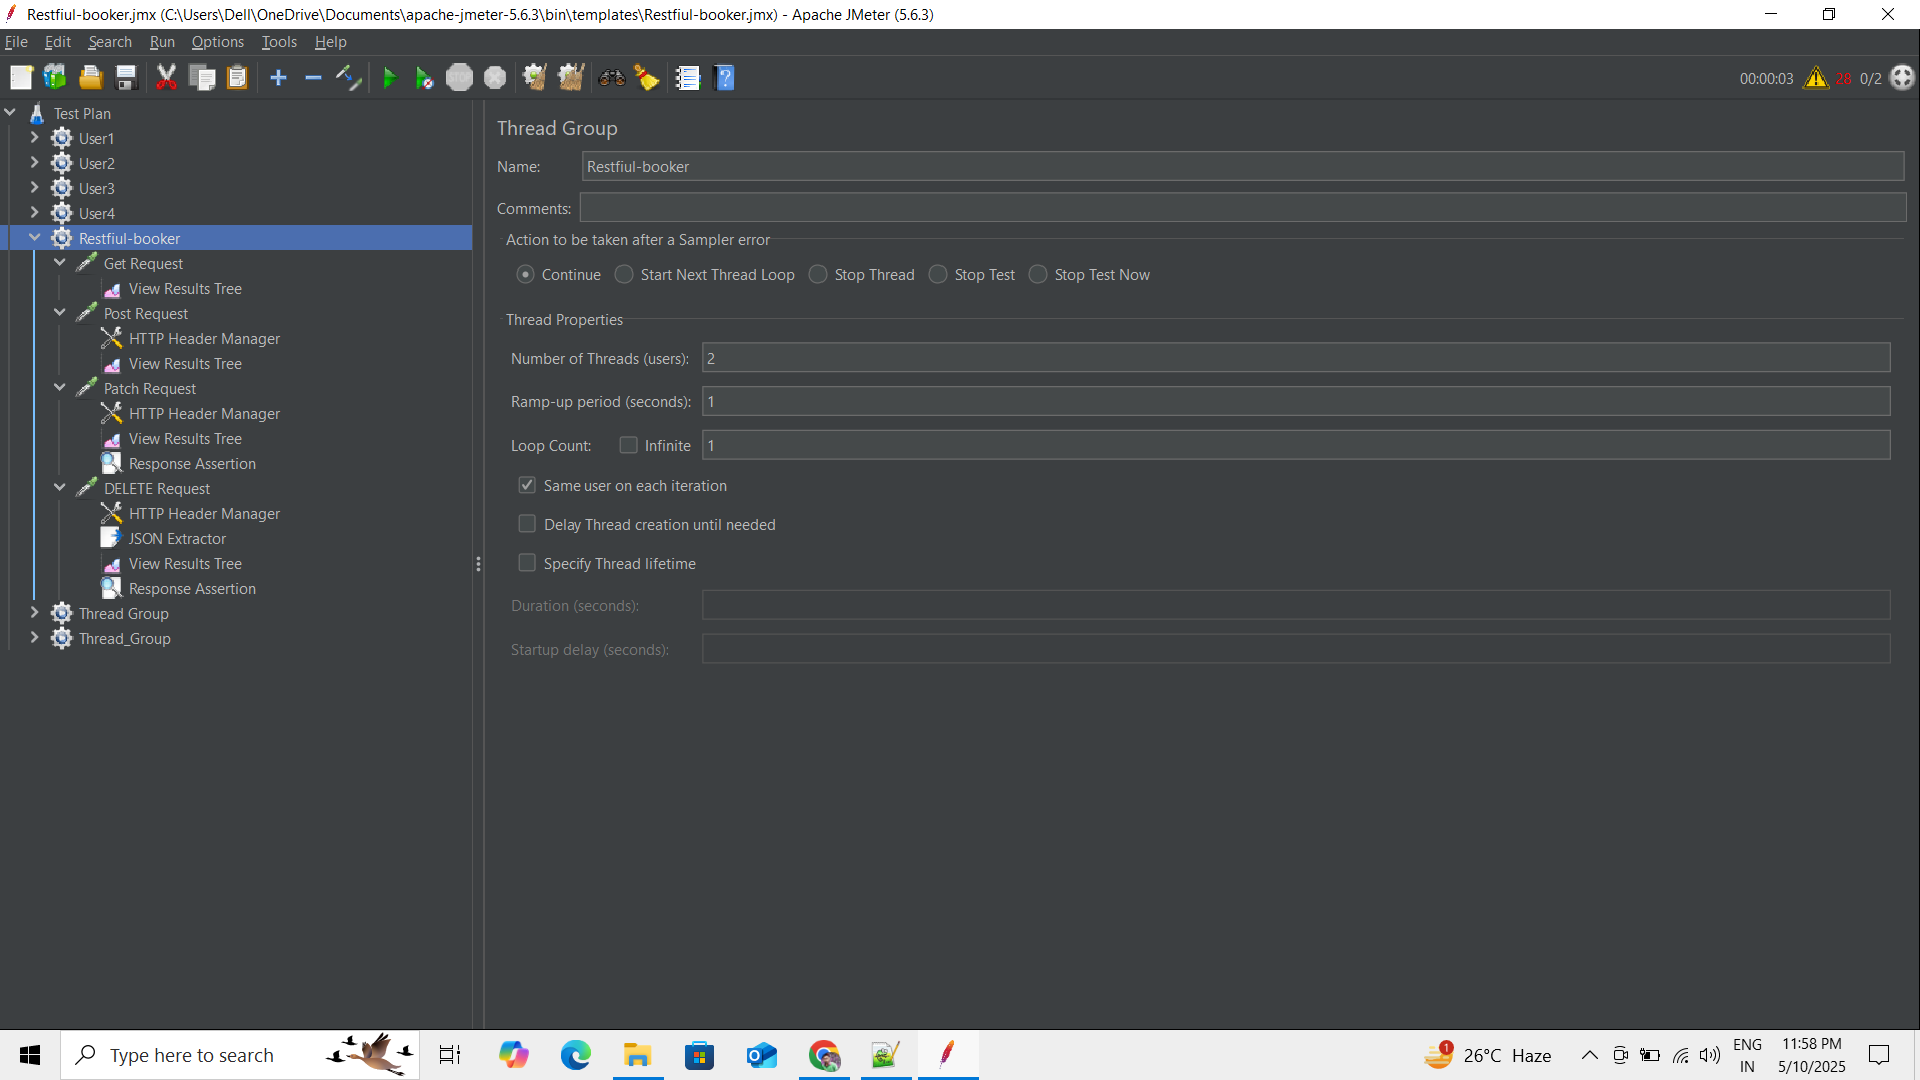 Restfiul-booker.jmx (C:\Users\Dell\OneDrive\Documents\apache-jmeter-5.6.3\bin\templates\Restfiul-booker.jmx) - Apache JMeter (5.6.3)
File Edit Search Run Options Tools Help
STOP
00:00:03 28 0/2
Test Plan
User1
User2
User3
User4
Restfiul-booker
Get Request
View Results Tree
Post Request
HTTP Header Manager
View Results Tree
Patch Request
HTTP Header Manager
View Results Tree
Response Assertion
DELETE Request
HTTP Header Manager
JSON Extractor
View Results Tree
Response Assertion
Thread Group
Thread_Group
Thread Group
Name: Restfiul-booker
Comments:
Action to be taken after a Sampler error
Continue Start Next Thread Loop Stop Thread Stop Test Stop Test Now
Thread Properties
Number of Threads (users): 2
Ramp-up period (seconds): 1
Loop Count: Infinite 1
Same user on each iteration
Delay Thread creation until needed
Specify Thread lifetime
Duration (seconds):
Startup delay (seconds):
Type here to search
1
26°C Haze
ENG
IN
11:58 PM
5/10/2025